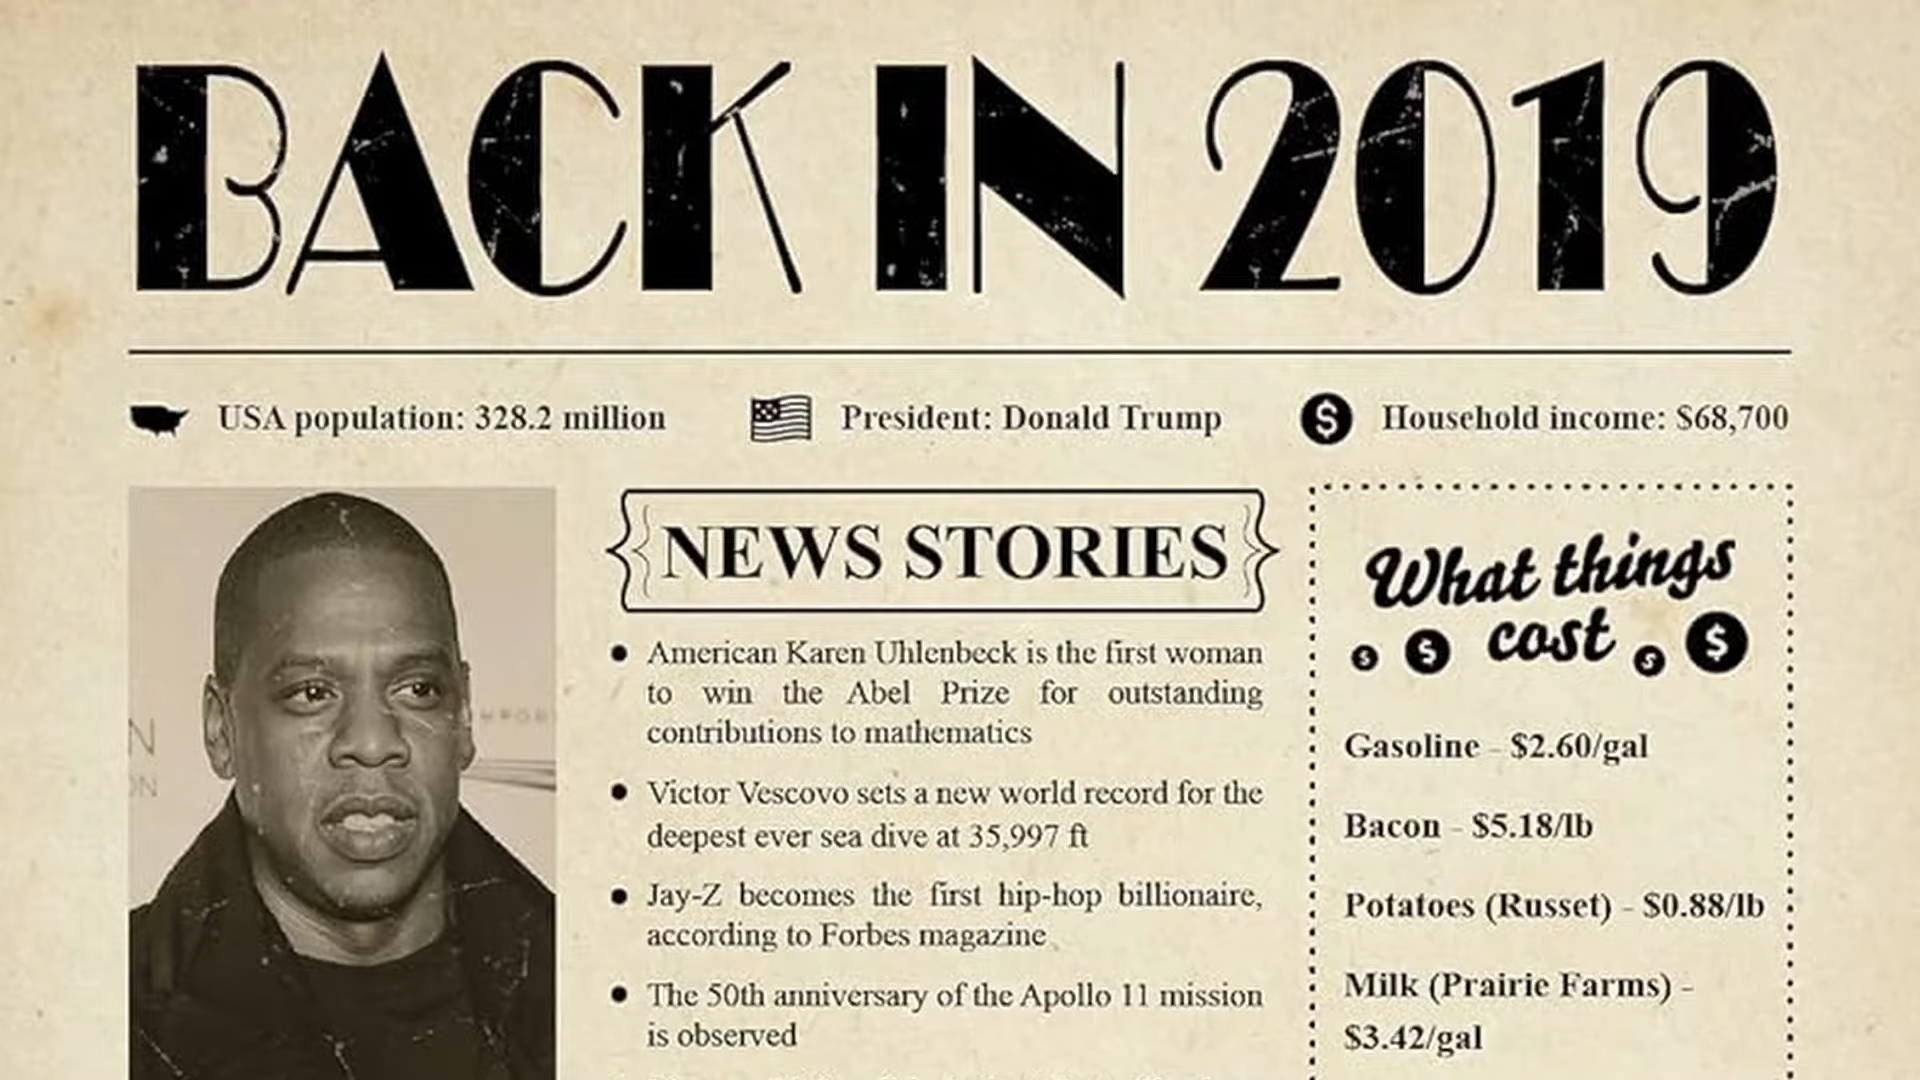 BACK IN 2019
USA population: 328.2 million
President: Donald Trump
Household income: $68,700
NEWS STORIES
• American Karen Uhlenbeck is the first woman
to win the Abel Prize for outstanding
contributions to mathematics
• Victor Vescovo sets a new world record for the
deepest ever sea dive at 35,997 ft
• Jay-Z becomes the first hip-hop billionaire,
according to Forbes magazine
• The 50th anniversary of the Apollo 11 mission
is observed
What things
cost
Gasoline - $2.60/gal
Bacon - $5.18/lb
Potatoes (Russet) - $0.88/lb
Milk (Prairie Farms) -
$3.42/gal